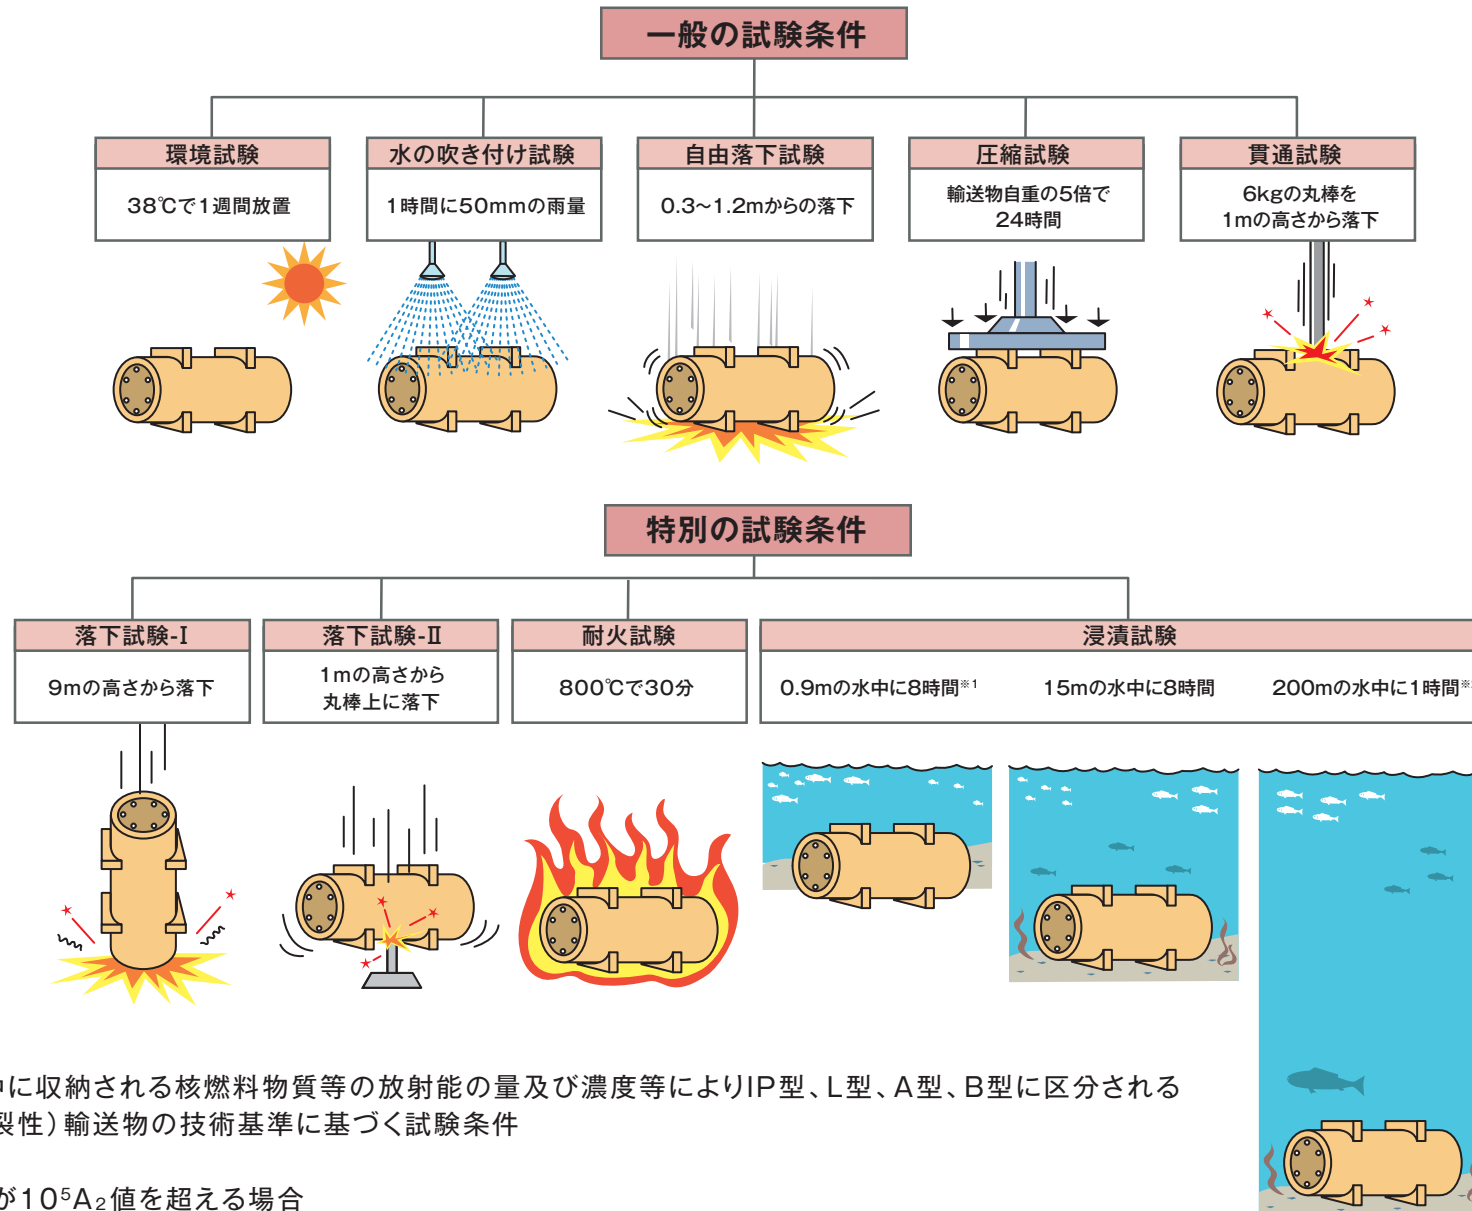 一般の試験条件
環境試験
38℃で1週間放置
水の吹き付け試験
1時間に50mmの雨量
自由落下試験
0.3～1.2mからの落下
圧縮試験
輸送物自重の5倍で
24時間
貫通試験
6kgの丸棒を
1mの高さから落下
特別の試験条件
落下試験-Ⅰ
9mの高さから落下
落下試験-Ⅱ
1mの高さから
丸棒上に落下
耐火試験
800℃で30分
浸漬試験
0.9mの水中に8時間※1
15mの水中に8時間
200mの水中に1時間※
に収納される核燃料物質等の放射能の量及び濃度等によりIP型、L型、A型、B型に区分される
裂性）輸送物の技術基準に基づく試験条件
が10⁵A₂値を超える場合